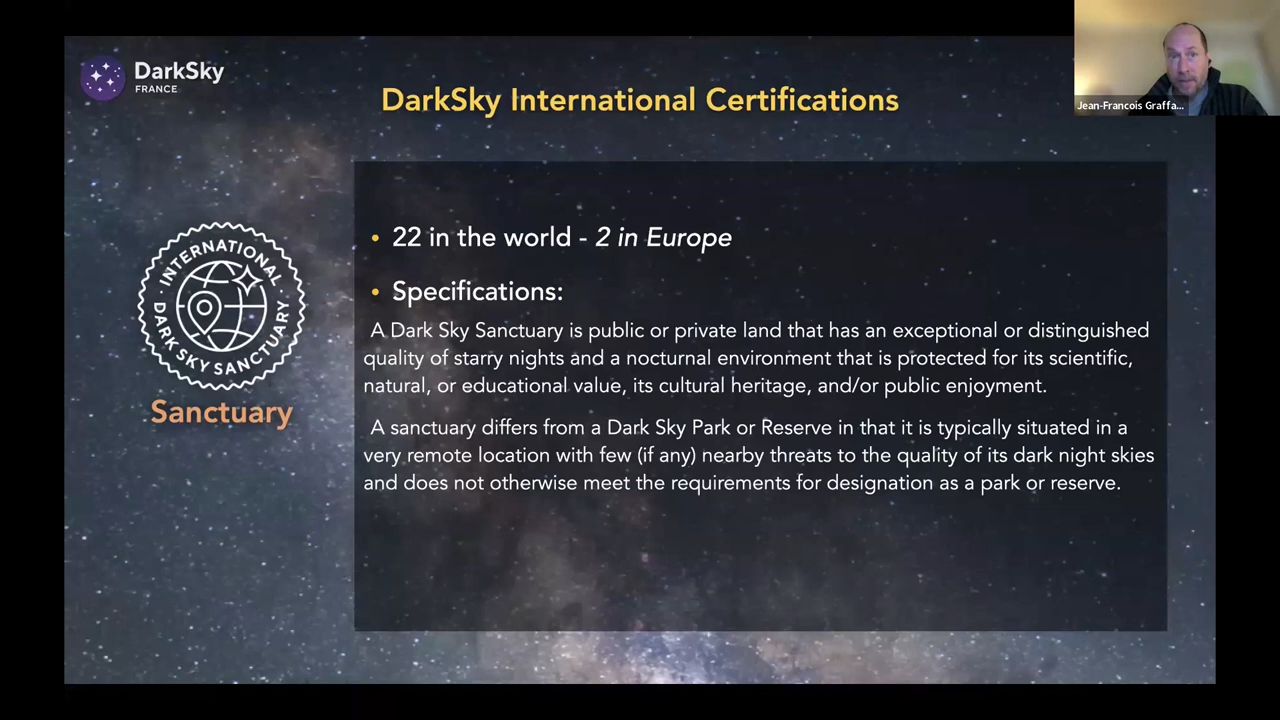 DarkSky
FRANCE
DarkSky International Certifications
Jean-Francois Graffa...
• 22 in the world - 2 in Europe
• Specifications:
A Dark Sky Sanctuary is public or private land that has an exceptional or distinguished
quality of starry nights and a nocturnal environment that is protected for its scientific,
natural, or educational value, its cultural heritage, and/or public enjoyment.
A sanctuary differs from a Dark Sky Park or Reserve in that it is typically situated in a
very remote location with few (if any) nearby threats to the quality of its dark night skies
and does not otherwise meet the requirements for designation as a park or reserve.
· INTERNATIONAL ·
DARK SKY SANCTUARY
Sanctuary